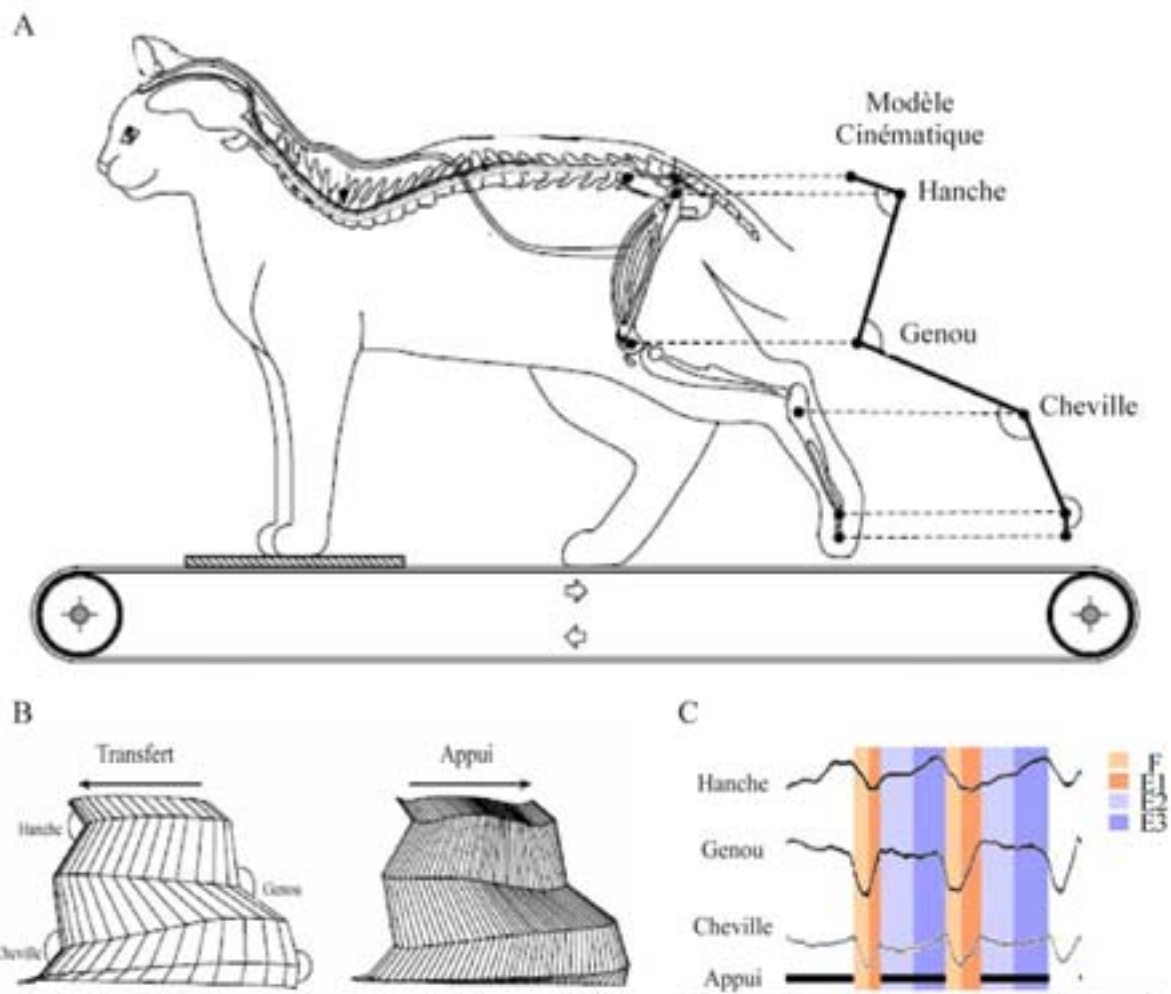 A
Modèle
Cinématique
Hanche
Genou
Cheville
B
Transfert
Appui
Hanche
Genou
Cheville
C
Hanche
Genou
Cheville
Appui
F
E1
E2
E3